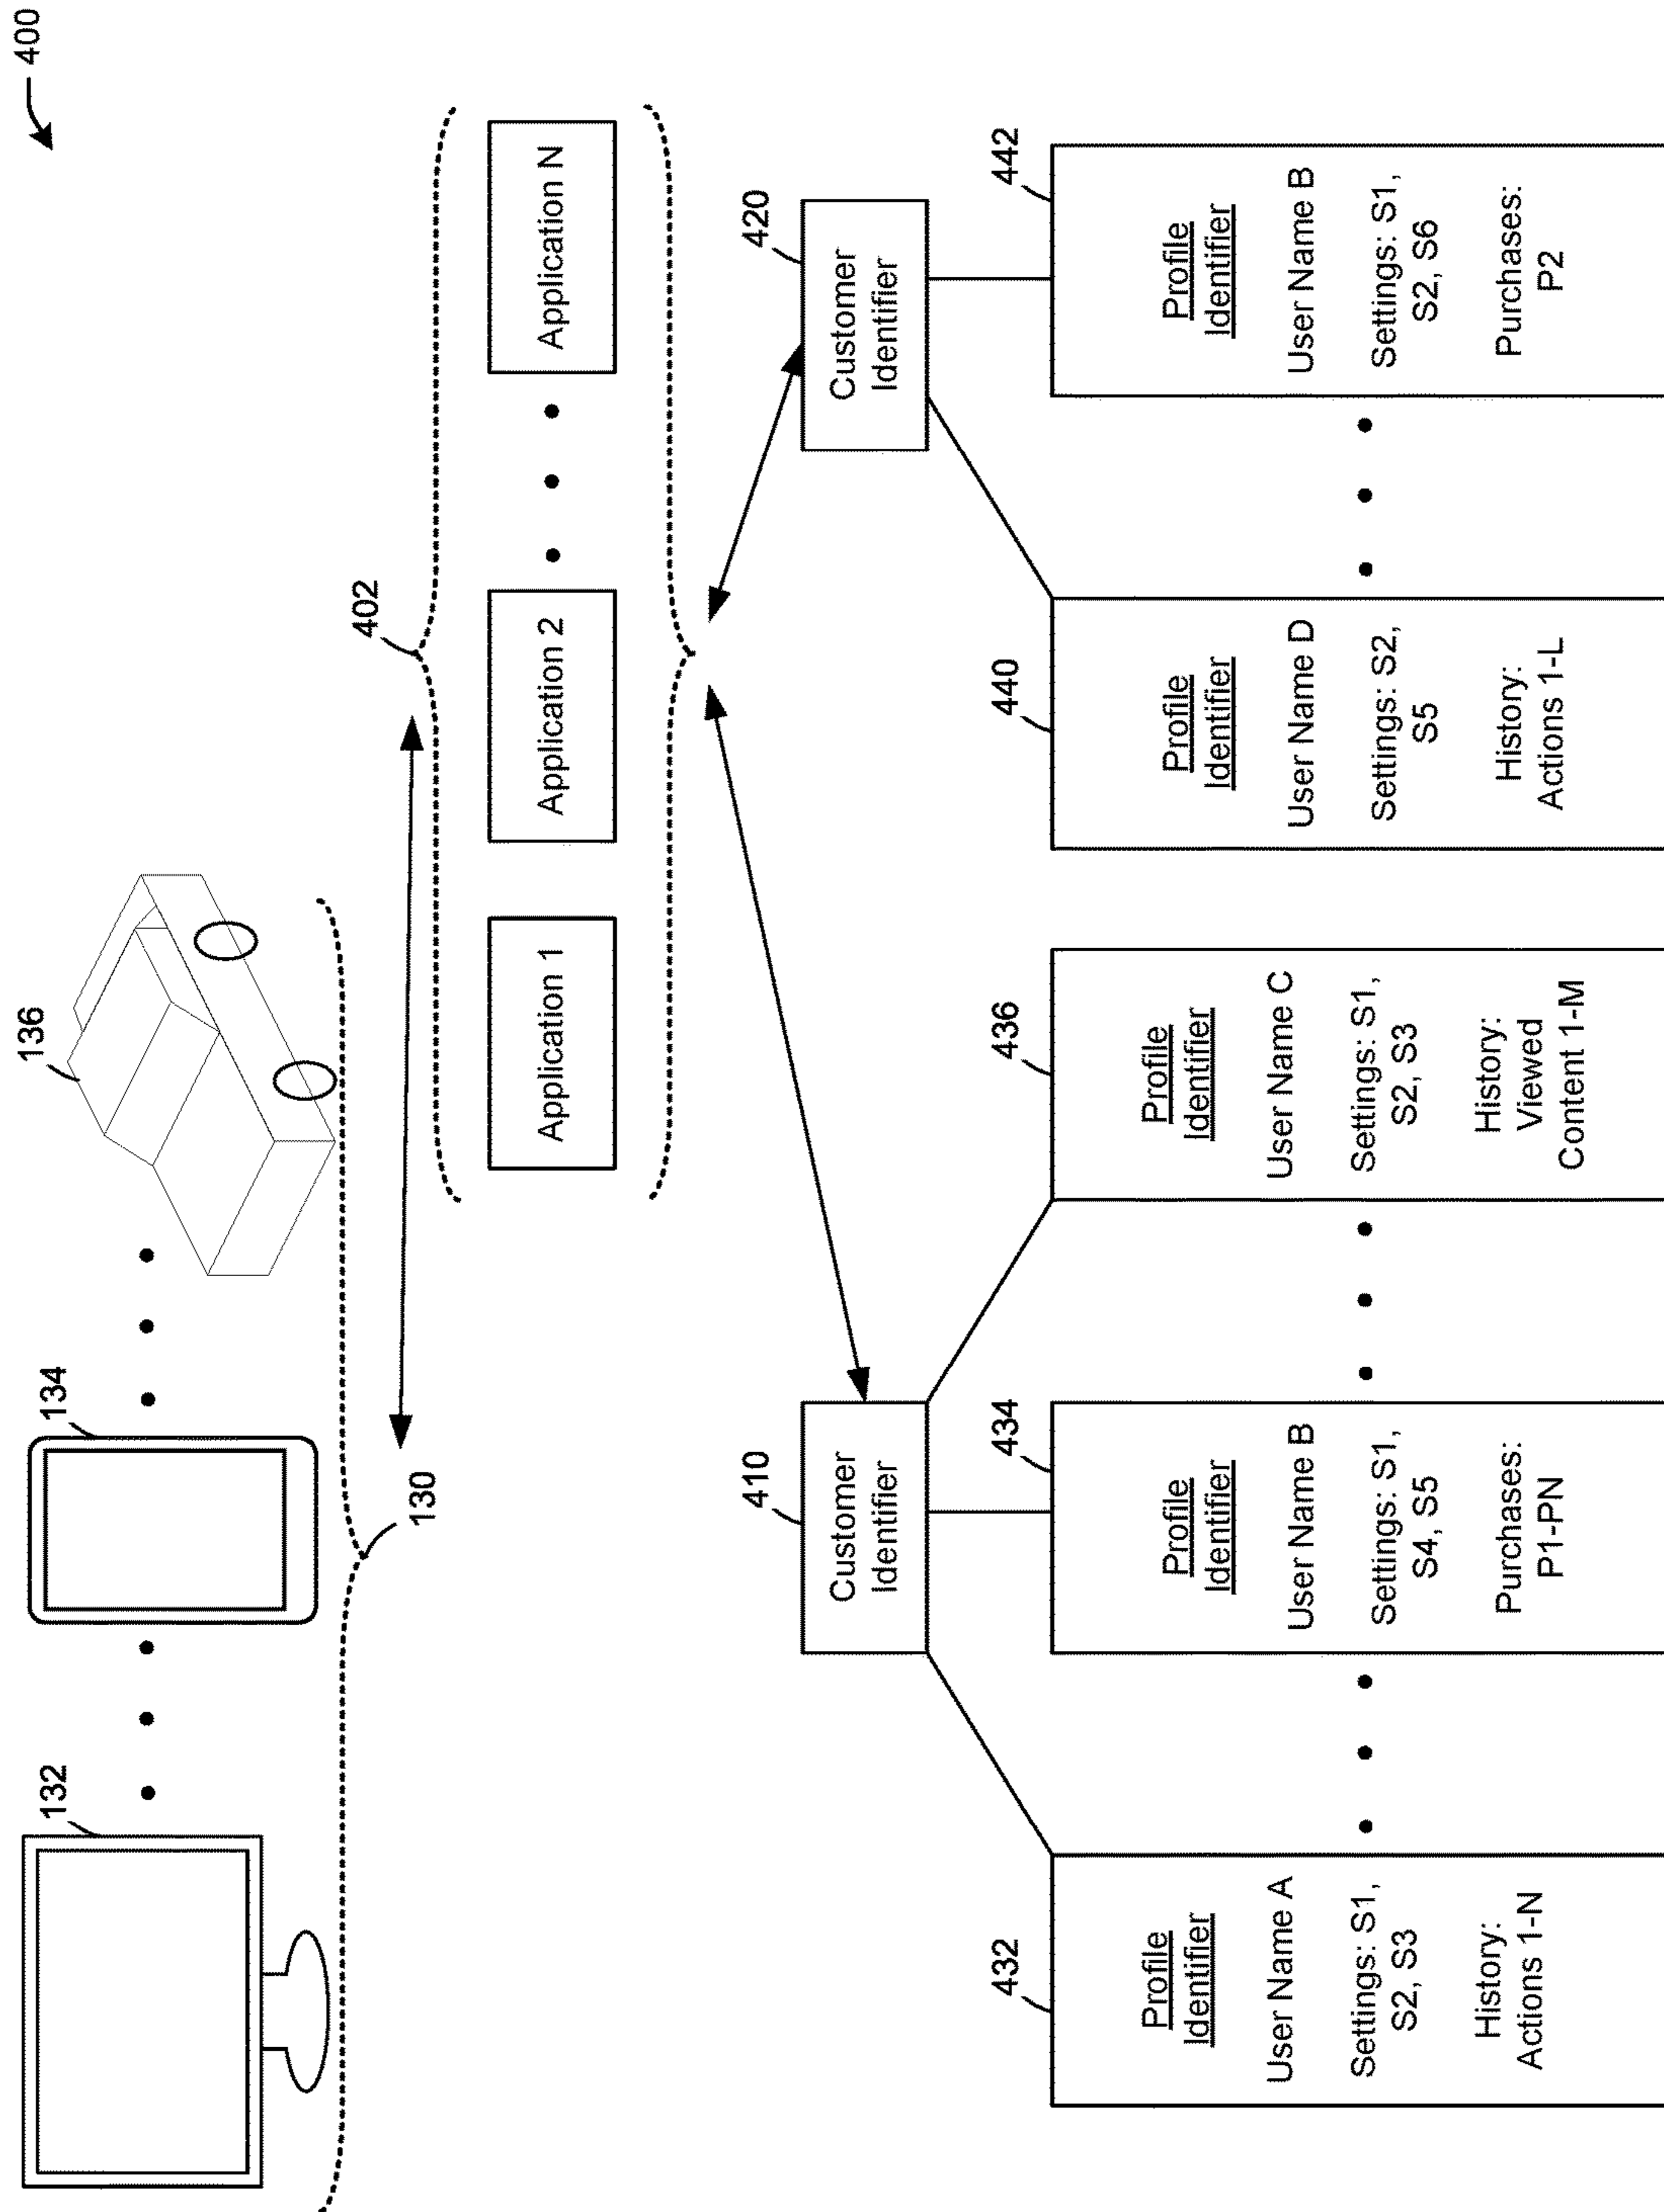 400
132
134
136
130
402
Application 1
Application 2
Application N
410
Customer
Identifier
420
Customer
Identifier
432
Profile
Identifier
User Name A
Settings: S1,
S2, S3
History:
Actions 1-N
434
Profile
Identifier
User Name B
Settings: S1,
S4, S5
Purchases:
P1-PN
436
Profile
Identifier
User Name C
Settings: S1,
S2, S3
History:
Viewed
Content 1-M
440
Profile
Identifier
User Name D
Settings: S2,
S5
History:
Actions 1-L
442
Profile
Identifier
User Name B
Settings: S1,
S2, S6
Purchases:
P2